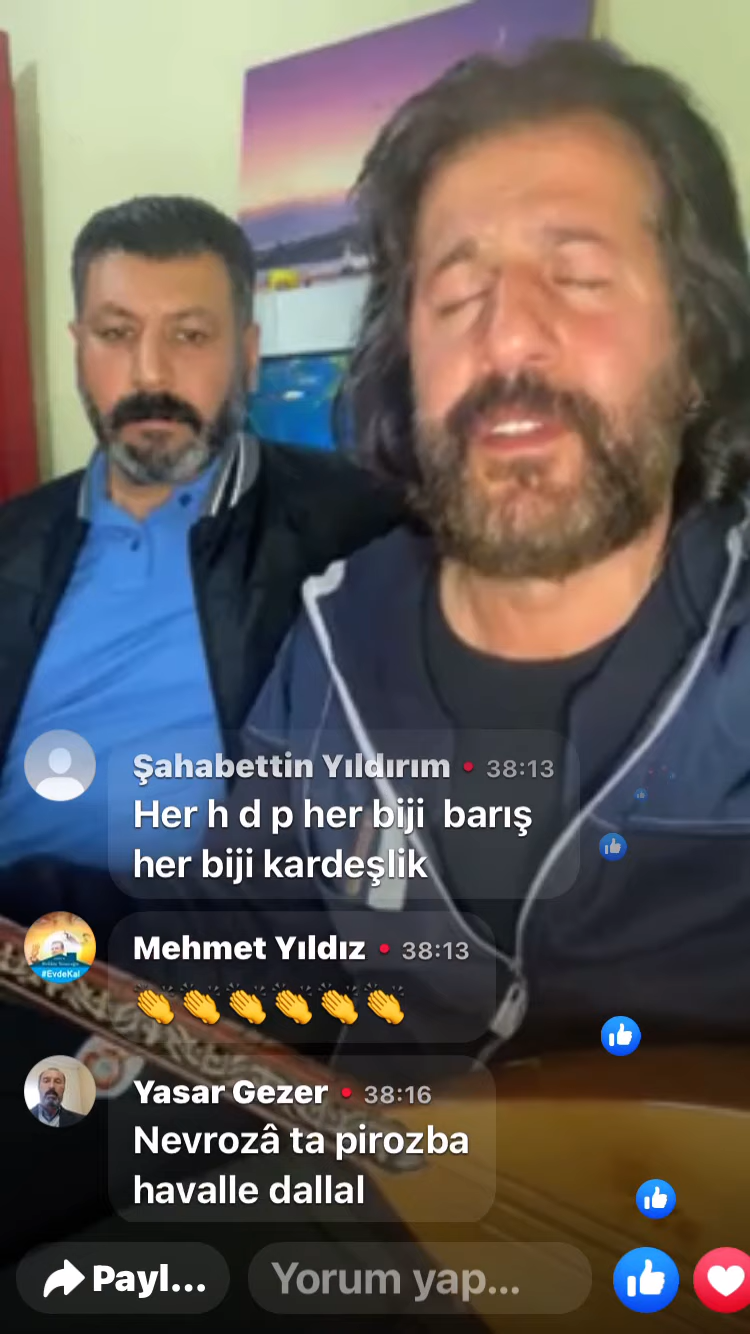 Şahabettin Yıldırım • 38:13
Her h d p her biji barış
her biji kardeşlik
#EvdeKal
Mehmet Yıldız • 38:13
👏👏👏👏👏👏
Yasar Gezer • 38:16
Nevrozâ ta pirozba
havalle dallal
Payl...
Yorum yap...